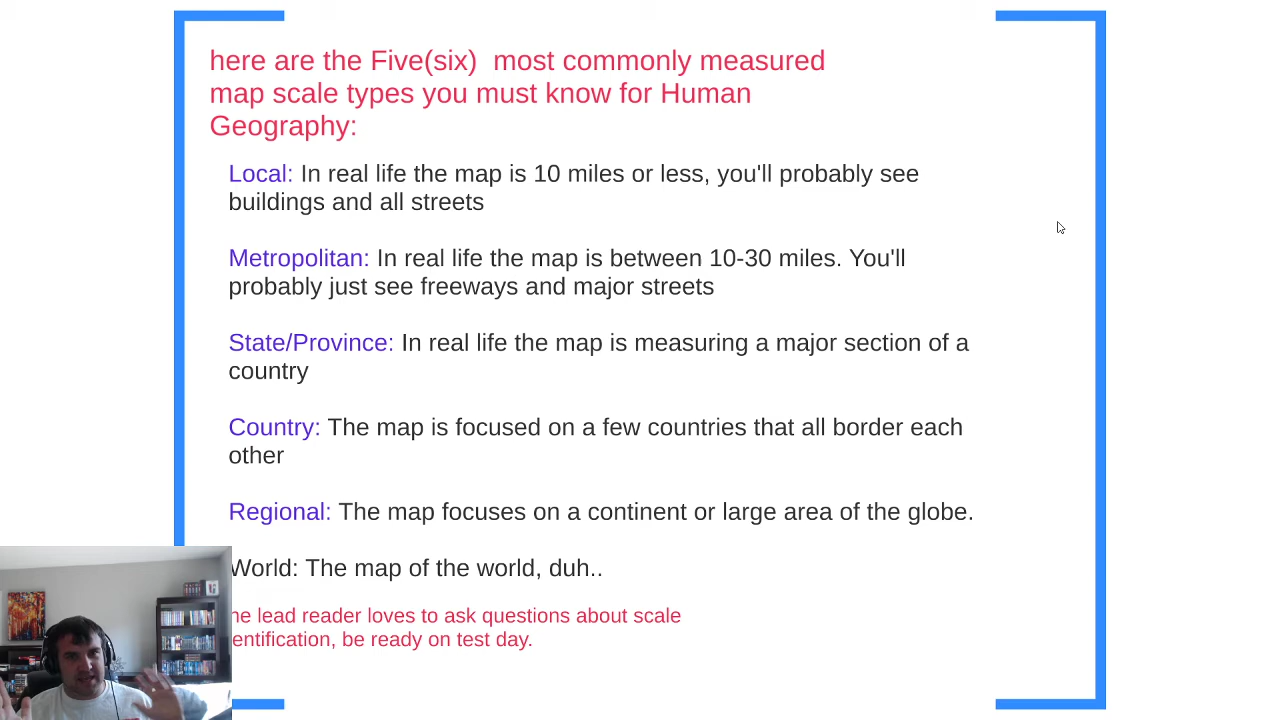 here are the Five(six)  most commonly measured
map scale types you must know for Human
Geography:
Local: In real life the map is 10 miles or less, you'll probably see
buildings and all streets
Metropolitan: In real life the map is between 10-30 miles. You'll
probably just see freeways and major streets
State/Province: In real life the map is measuring a major section of a
country
Country: The map is focused on a few countries that all border each
other
Regional: The map focuses on a continent or large area of the globe.
World: The map of the world, duh..
he lead reader loves to ask questions about scale
entification, be ready on test day.